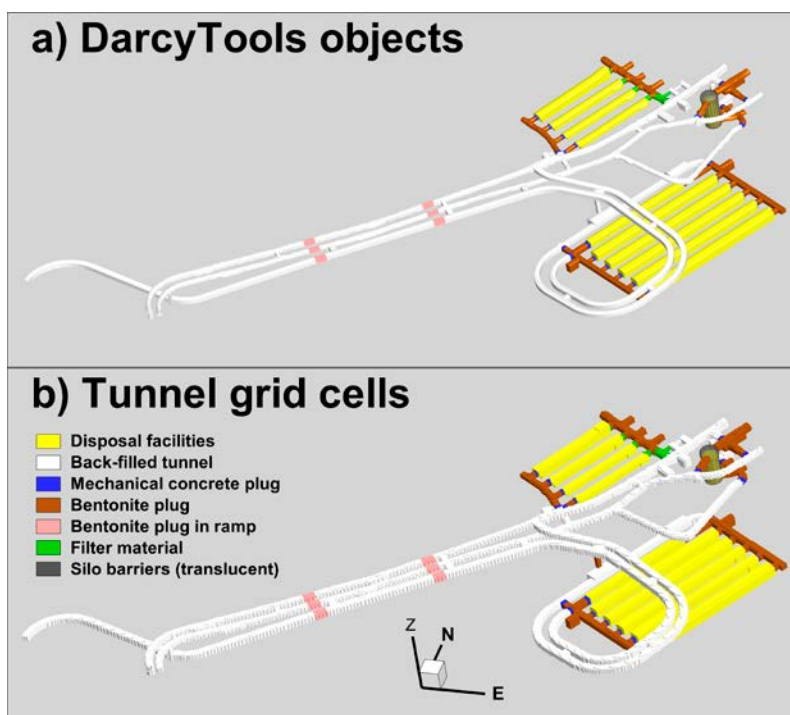 a) DarcyTools objects
b) Tunnel grid cells
Disposal facilities
Back-filled tunnel
Mechanical concrete plug
Bentonite plug
Bentonite plug in ramp
Filter material
Silo barriers (translucent)
Z
N
E